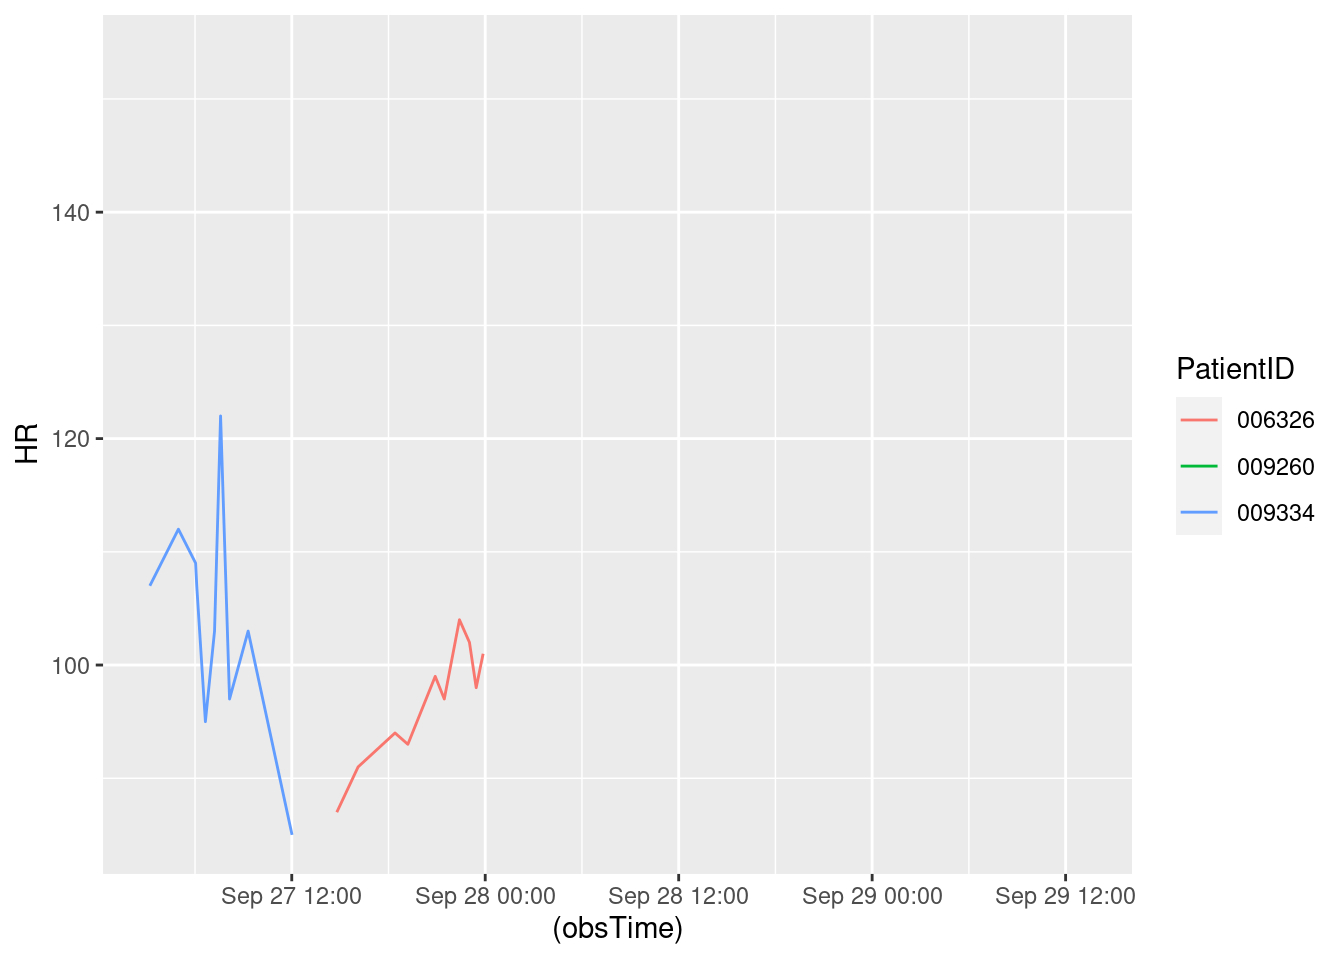 140
120
100
HR
Sep 27 12:00
Sep 28 00:00
Sep 28 12:00
Sep 29 00:00
Sep 29 12:00
(obsTime)
PatientID
006326
009260
009334